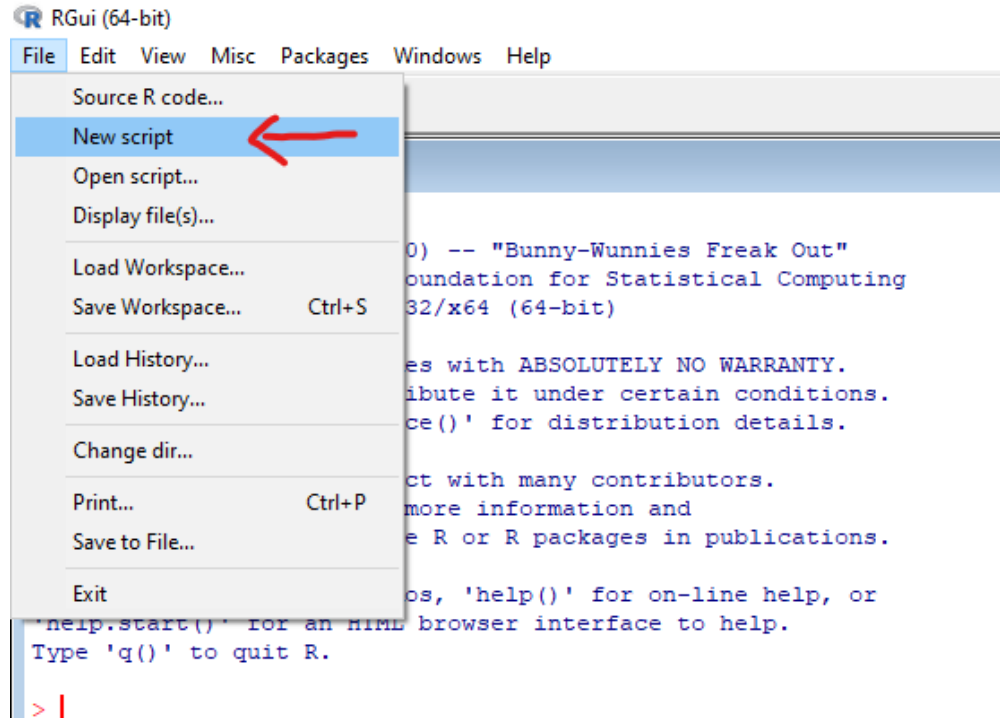 RGui (64-bit)
File Edit View Misc Packages Windows Help
Source R code...
New script
Open script...
Display file(s)...
Load Workspace...
Save Workspace... Ctrl+S
Load History...
Save History...
Change dir...
Print... Ctrl+P
Save to File...
Exit
0) -- "Bunny-Wunnies Freak Out"
oundation for Statistical Computing
32/x64 (64-bit)
es with ABSOLUTELY NO WARRANTY.
ibute it under certain conditions.
ce()' for distribution details.
ct with many contributors.
more information and
e R or R packages in publications.
os, 'help()' for on-line help, or
'help.start()' for an HTML browser interface to help.
Type 'q()' to quit R.
>